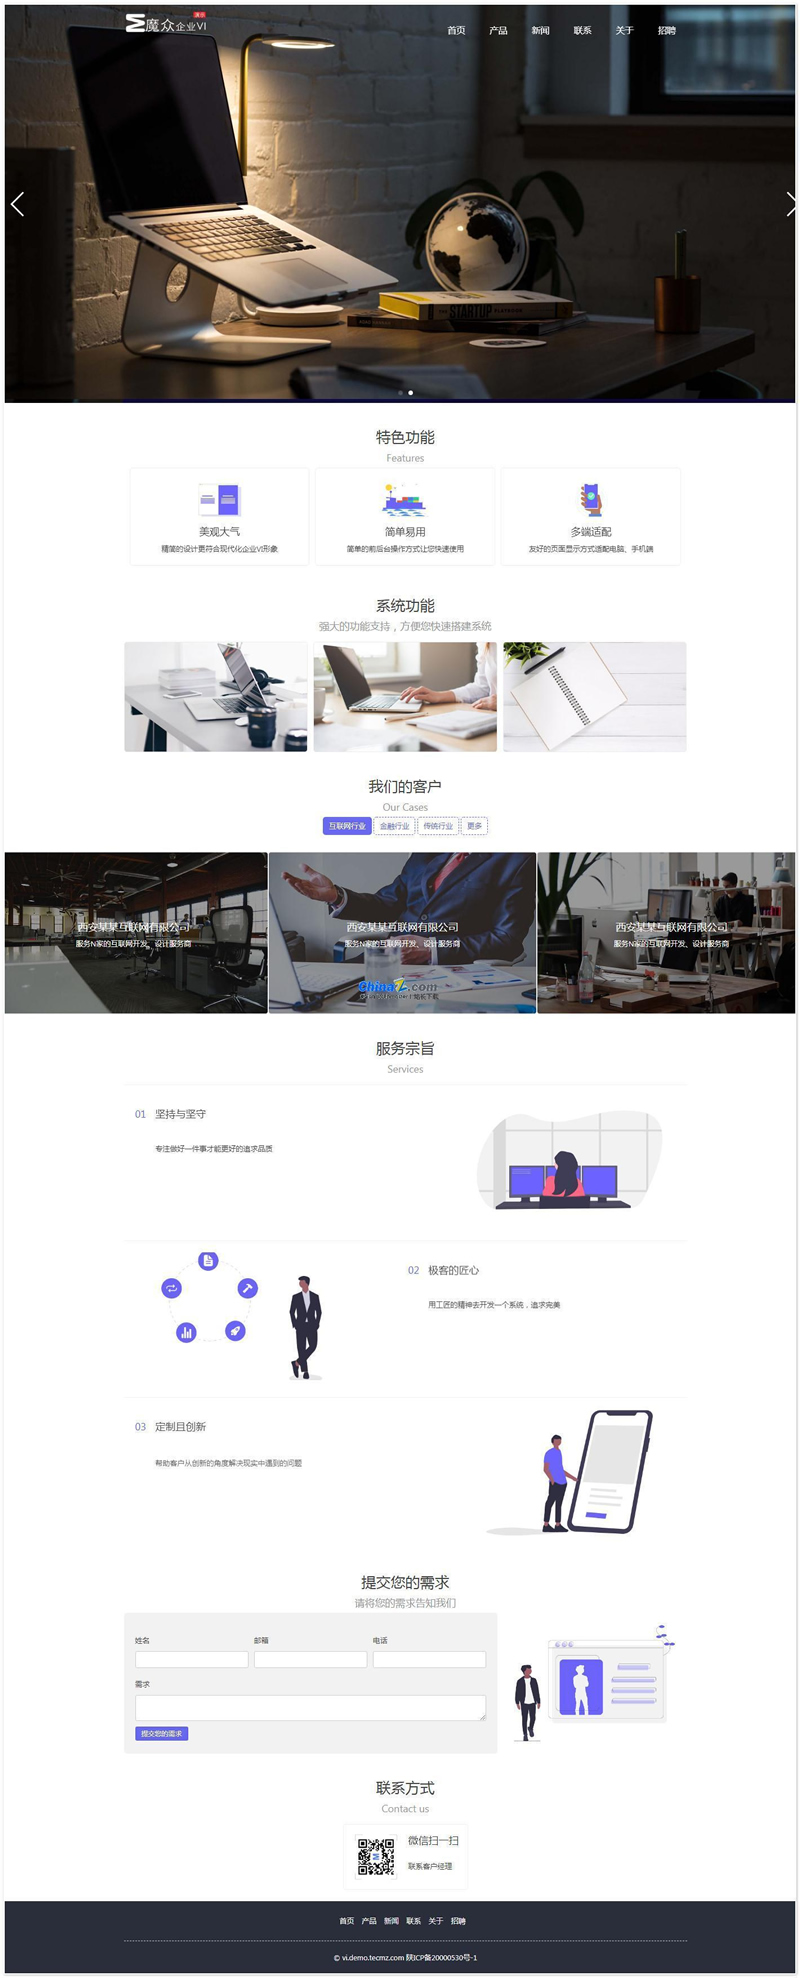 魔众企业VI 演示
首页 产品 新闻 联系 关于 招聘
STARTUP PLAYBOOK
特色功能
Features
美观大气
精简的设计更符合现代化企业VI形象
简单易用
简单的前后台操作方式让您快速使用
多端适配
友好的页面显示方式适配电脑、手机端
系统功能
强大的功能支持，方便您快速搭建系统
我们的客户
Our Cases
互联网行业 金融行业 传统行业 更多
西安某某互联网有限公司
服务N家的互联网开发、设计服务商
西安某某互联网有限公司
服务N家的互联网开发、设计服务商
西安某某互联网有限公司
服务N家的互联网开发、设计服务商
ChinaZ.com
服务宗旨
Services
01 坚持与坚守
专注做好一件事才能更好的追求品质
02 极客的匠心
用工匠的精神去开发一个系统，追求完美
03 定制且创新
帮助客户从创新的角度解决现实中遇到的问题
提交您的需求
请将您的需求告知我们
姓名 邮箱 电话
需求
提交您的需求
联系方式
Contact us
微信扫一扫
联系客户经理
首页 产品 新闻 联系 关于 招聘
© vi.demo.tecmz.com 陕ICP备20000530号-1